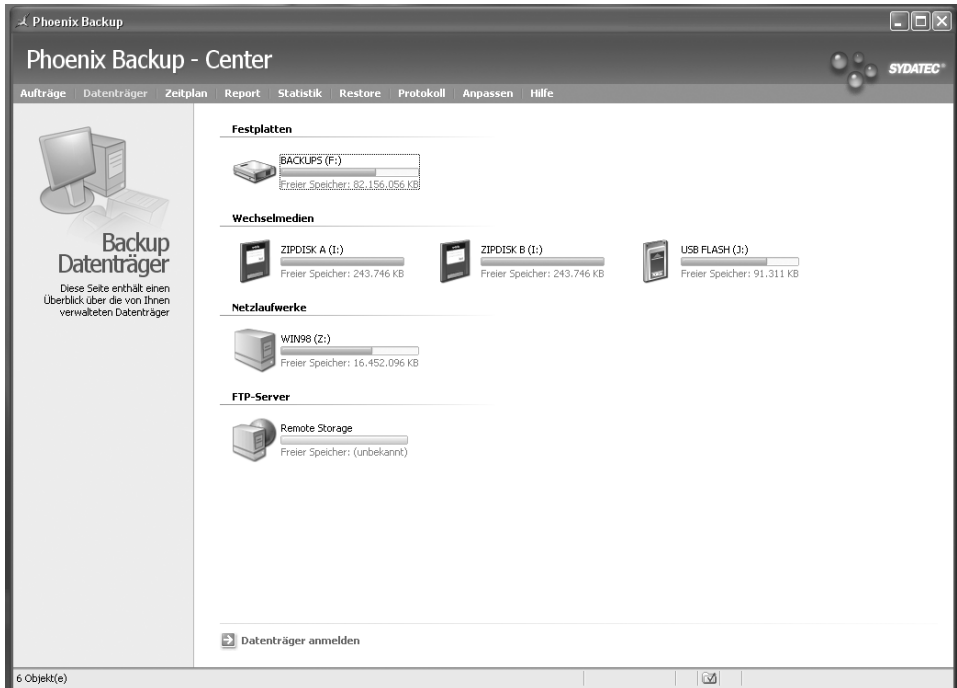 Phoenix Backup
Phoenix Backup - Center
SYDATEC
Aufträge Datenträger Zeitplan Report Statistik Restore Protokoll Anpassen Hilfe
Backup
Datenträger
Diese Seite enthält einen
Überblick über die von Ihnen
verwalteten Datenträger
Festplatten
BACKUPS (F:)
Freier Speicher: 82.156.056 KB
Wechselmedien
ZIPDISK A (I:)
Freier Speicher: 243.746 KB
ZIPDISK B (I:)
Freier Speicher: 243.746 KB
USB FLASH (J:)
Freier Speicher: 91.311 KB
Netzlaufwerke
WIN98 (Z:)
Freier Speicher: 16.452.096 KB
FTP-Server
Remote Storage
Freier Speicher: (unbekannt)
Datenträger anmelden
6 Objekt(e)